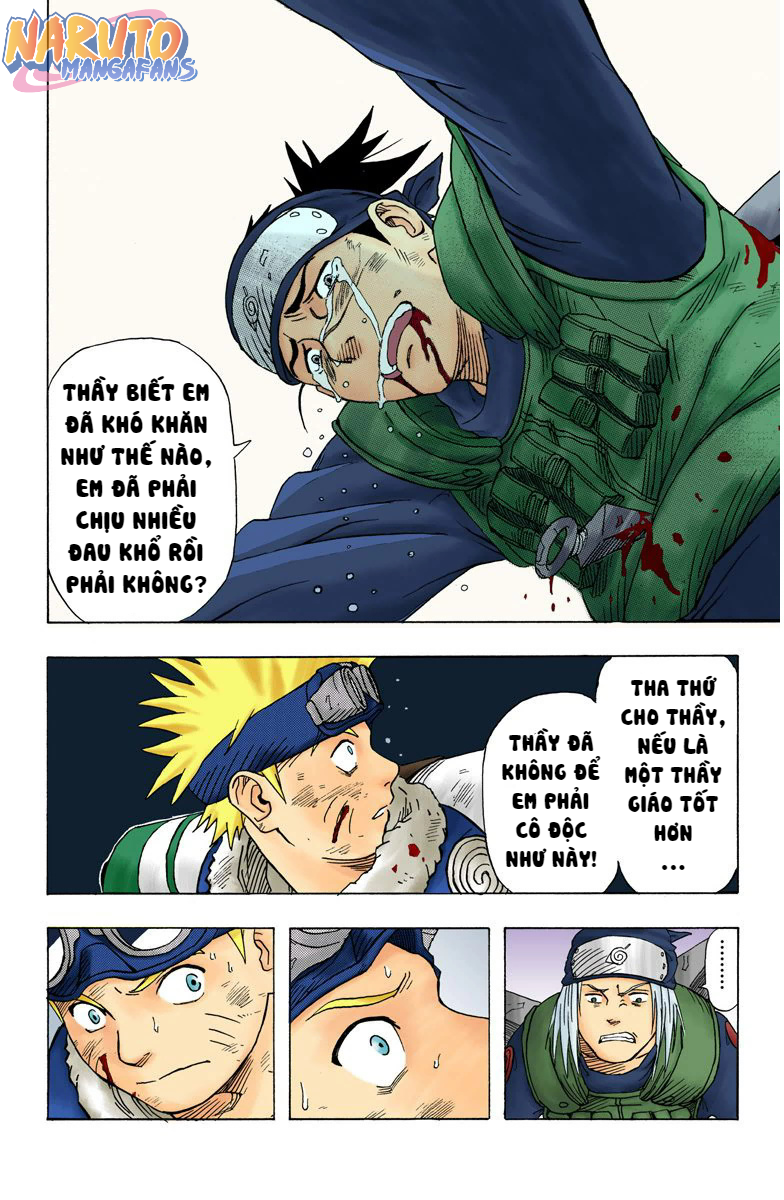 NARUTO
MANGAFANS
THẦY BIẾT EM
ĐÃ KHÓ KHĂN
NHƯ THẾ NÀO,
EM ĐÃ PHẢI
CHỊU NHIỀU
ĐAU KHỔ RỒI
PHẢI KHÔNG?
THA THỨ
CHO THẦY,
NẾU LÀ
MỘT THẦY
GIÁO TỐT
HƠN
...
THẦY ĐÃ
KHÔNG ĐỂ
EM PHẢI
CÔ ĐỘC
NHƯ NÀY!
.........